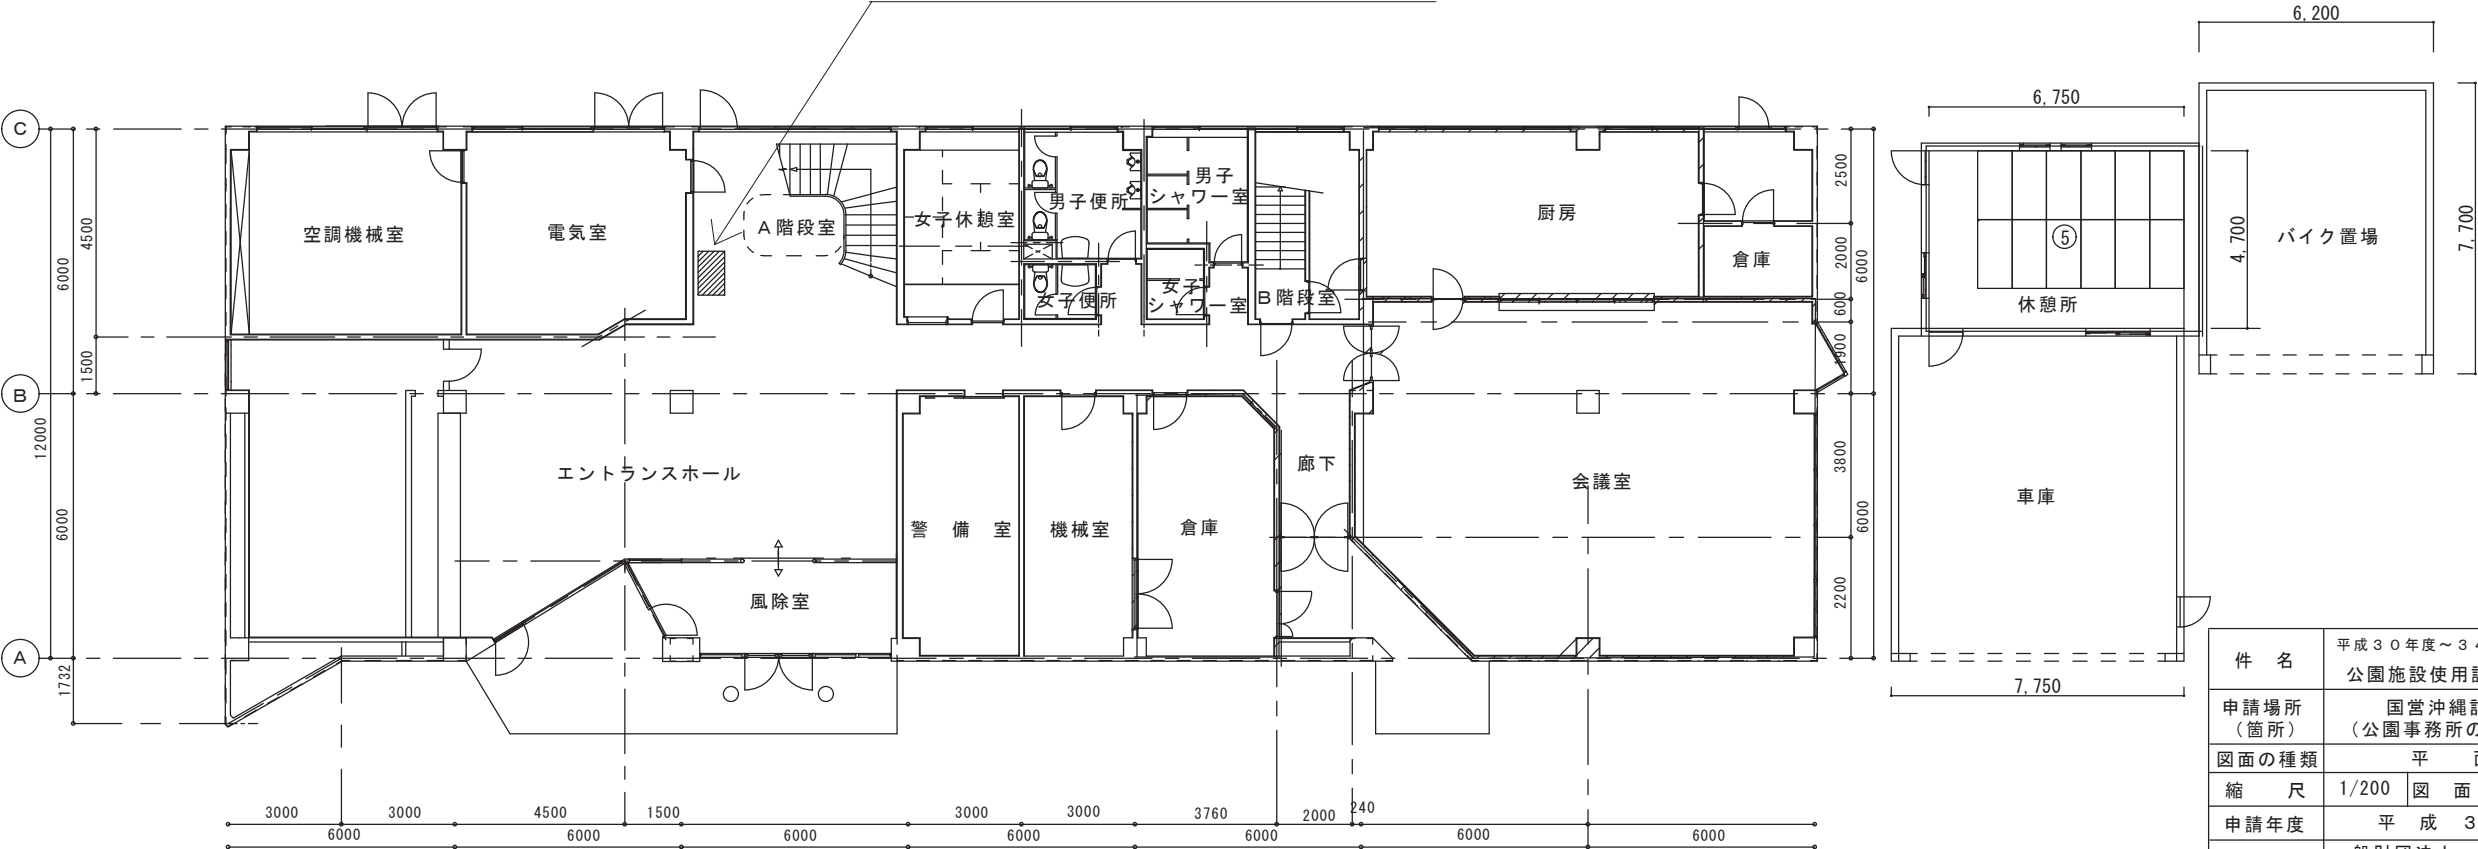 6,200
6,750
C
空調機械室
電気室
A階段室
女子休憩室
男子便所
女子便所
男子
シャワー室
女子
シャワー室
B階段室
厨房
倉庫
⑤
休憩所
バイク置場
4,700
7,700
4500
6000
1500
2500
2000
600
6000
1900
B
12000
6000
エントランスホール
風除室
警備室
機械室
倉庫
廊下
会議室
車庫
3800
6000
2200
A
1732
7,750
3000
3000
4500
1500
3000
3000
3760
2000
240
6000
6000
6000
6000
6000
6000
6000
件名
平成30年度~34
公園施設使用
申請場所
(箇所)
国営沖縄
(公園事務所の
図面の種類
平
縮尺
1/200
図面
申請年度
平成3